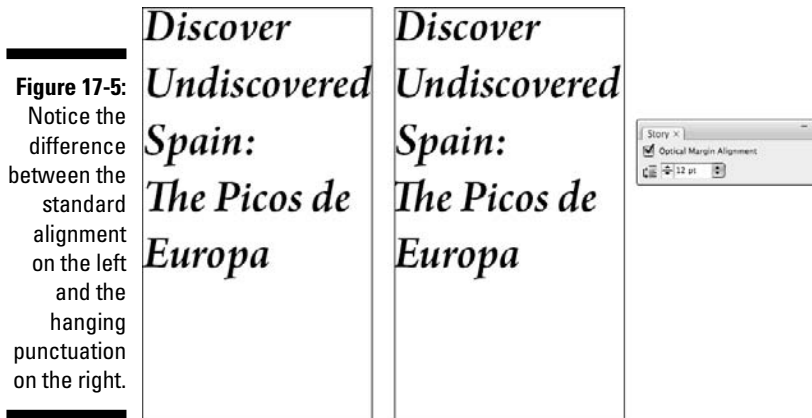 Figure 17-5:
Notice the
difference
between the
standard
alignment
on the left
and the
hanging
punctuation
on the right.
Discover
Undiscovered
Spain:
The Picos de
Europa
Discover
Undiscovered
Spain:
The Picos de
Europa
Story ×
Optical Margin Alignment
12 pt